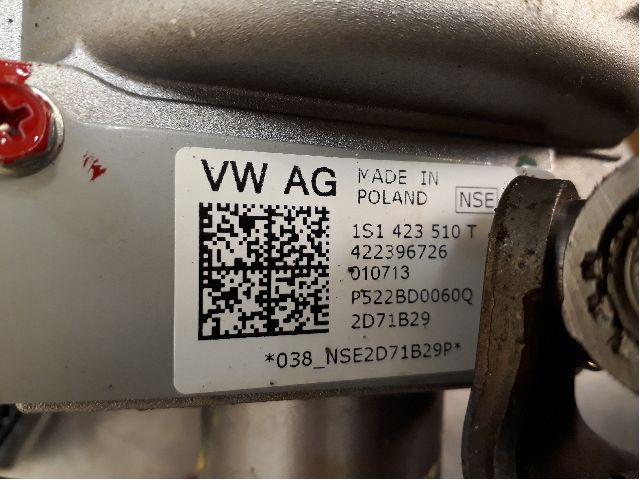 VW AG
MADE IN
POLAND
NSE
1S1 423 510 T
422396726
010713
P522BD0060Q
2D71B29
*038_NSE2D71B29P*